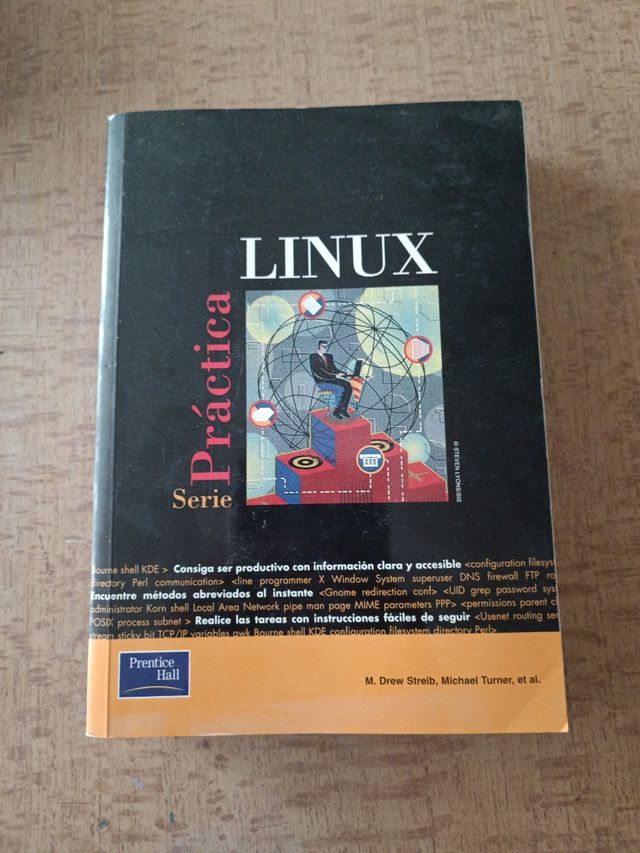 LINUX
Serie Práctica
© STEVEN LYONS/SIS
Bourne shell KDE > Consiga ser productivo con información clara y accesible <configuration filesyst
directory Perl communication> <line programmer X Window System superuser DNS firewall FTP ro
Encuentre métodos abreviados al instante <Gnome redirection conf> <UID grep password sys
administrator Korn shell Local Area Network pipe man page MIME parameters PPP> <permissions parent d
POSIX process subnet > Realice las tareas con instrucciones fáciles de seguir <Usenet routing ser
stream sticky bit TCP/IP variables awk Bourne shell KDE configuration filesystem directory Perl>
Prentice
Hall
M. Drew Streib, Michael Turner, et al.